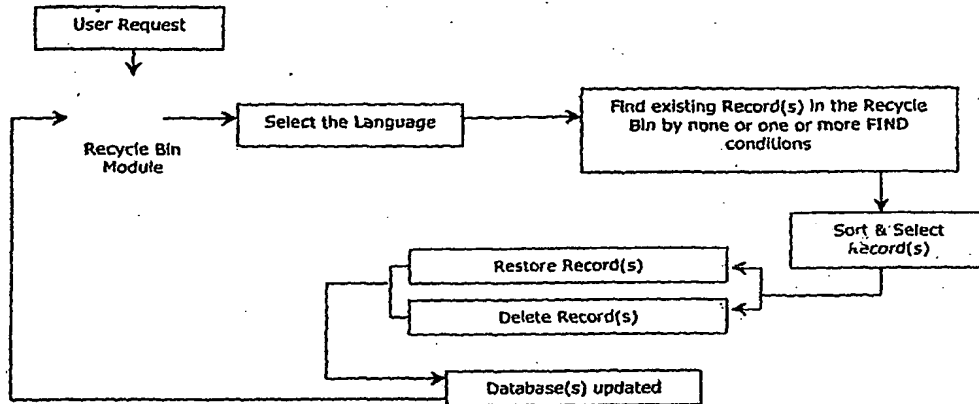 User Request
Select the Language
Find existing Record(s) in the Recycle
Bin by none or one or more FIND
conditions
Recycle Bin
Module
Sort & Select
Record(s)
Restore Record(s)
Delete Record(s)
Database(s) updated